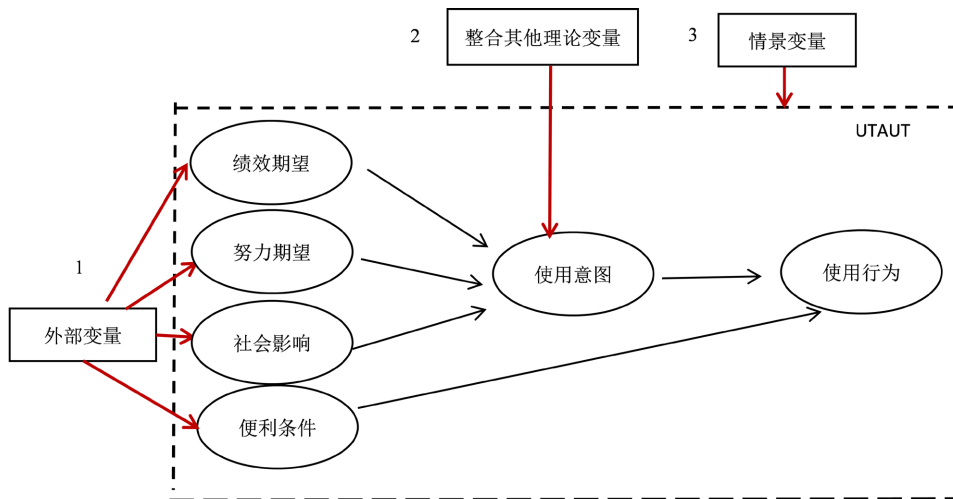 2
整合其他理论变量
3
情景变量
UTAUT
绩效期望
努力期望
1
使用意图
使用行为
外部变量
社会影响
便利条件